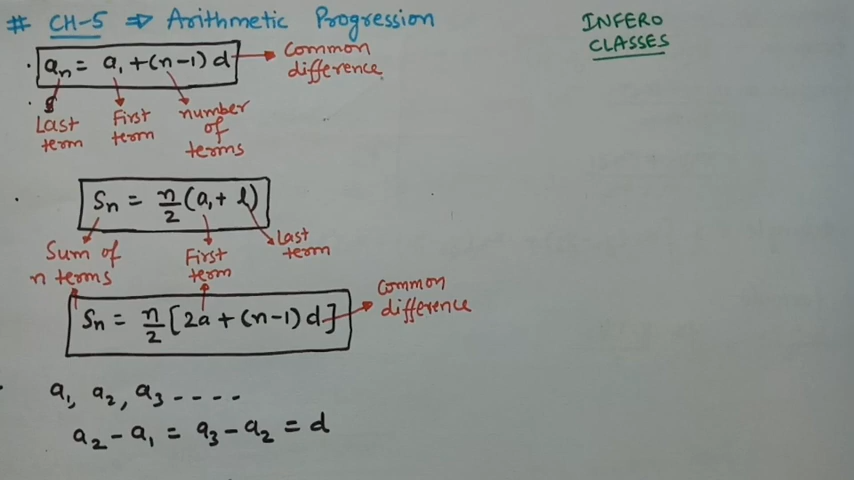 # CH-5 ⇒ Arithmetic Progression
INFERO
CLASSES
. aₙ = a₁ + (n-1) d
Common
difference
Last
term
First
term
number
of
terms
. Sₙ = n/2 (a₁ + l)
Sum of
n terms
First
term
Last
term
Sₙ = n/2 [2a + (n-1) d]
Common
difference
. a₁, a₂, a₃ - - - - .
a₂ - a₁ = a₃ - a₂ = d